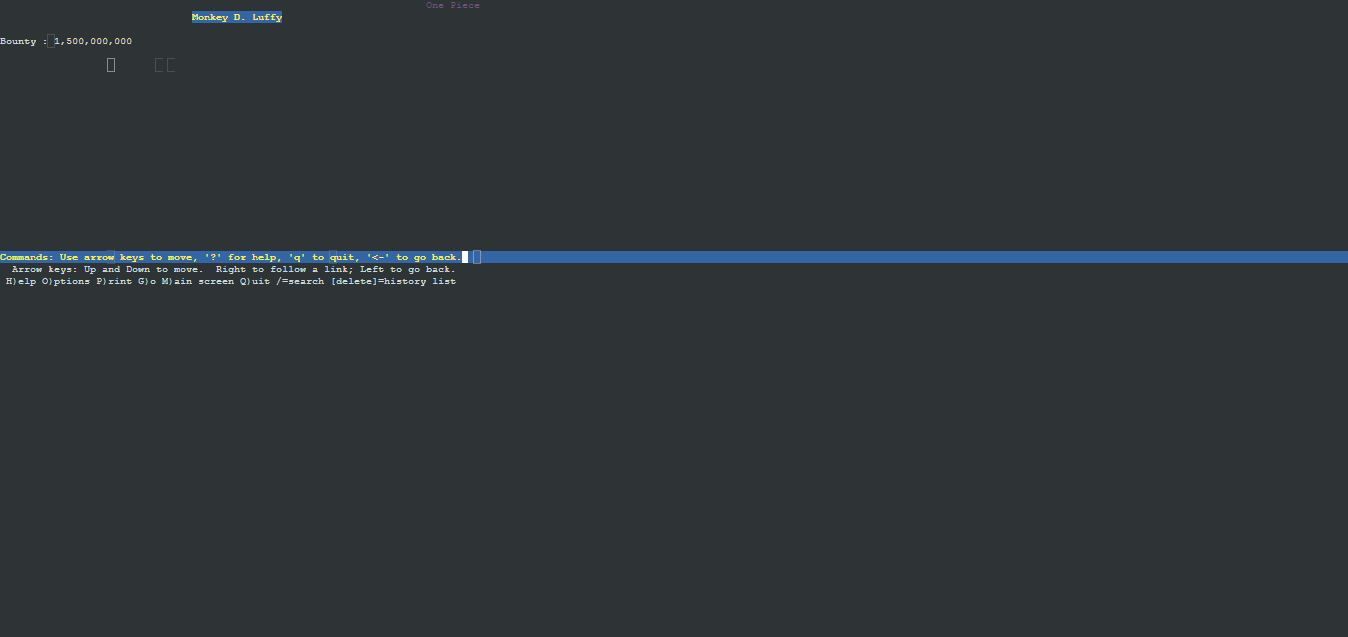 One Piece
Monkey D. Luffy
Bounty : 1,500,000,000
Commands: Use arrow keys to move, '?' for help, 'q' to quit, '<-' to go back.
Arrow keys: Up and Down to move.  Right to follow a link; Left to go back.
H)elp O)ptions P)rint G)o M)ain screen Q)uit /=search [delete]=history list